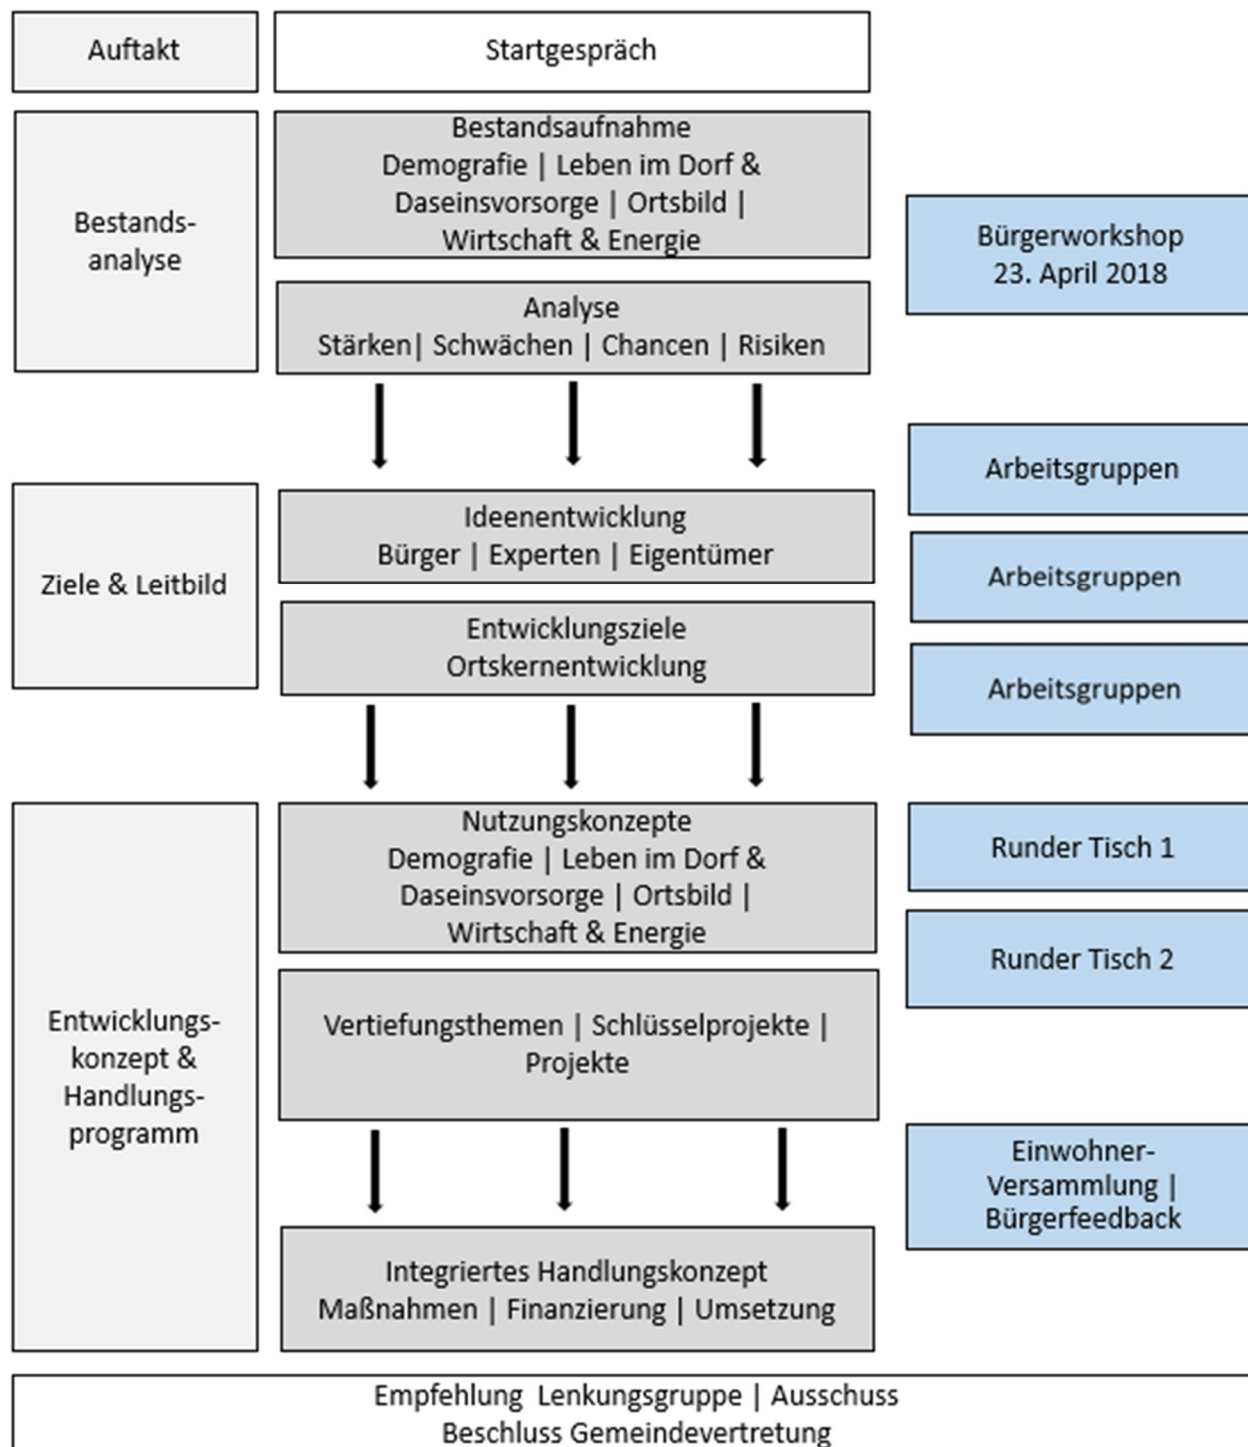 Auftakt
Startgespräch
Bestands-
analyse
Bestandsaufnahme
Demografie | Leben im Dorf &
Daseinsvorsorge | Ortsbild |
Wirtschaft & Energie
Bürgerworkshop
23. April 2018
Analyse
Stärken| Schwächen | Chancen | Risiken
Ziele & Leitbild
Ideenentwicklung
Bürger | Experten | Eigentümer
Entwicklungsziele
Ortskernentwicklung
Arbeitsgruppen
Arbeitsgruppen
Arbeitsgruppen
Entwicklungs-
konzept &
Handlungs-
programm
Nutzungskonzepte
Demografie | Leben im Dorf &
Daseinsvorsorge | Ortsbild |
Wirtschaft & Energie
Runder Tisch 1
Runder Tisch 2
Vertiefungsthemen | Schlüsselprojekte |
Projekte
Einwohner-
Versammlung |
Bürgerfeedback
Integriertes Handlungskonzept
Maßnahmen | Finanzierung | Umsetzung
Empfehlung  Lenkungsgruppe | Ausschuss
Beschluss Gemeindevertretung